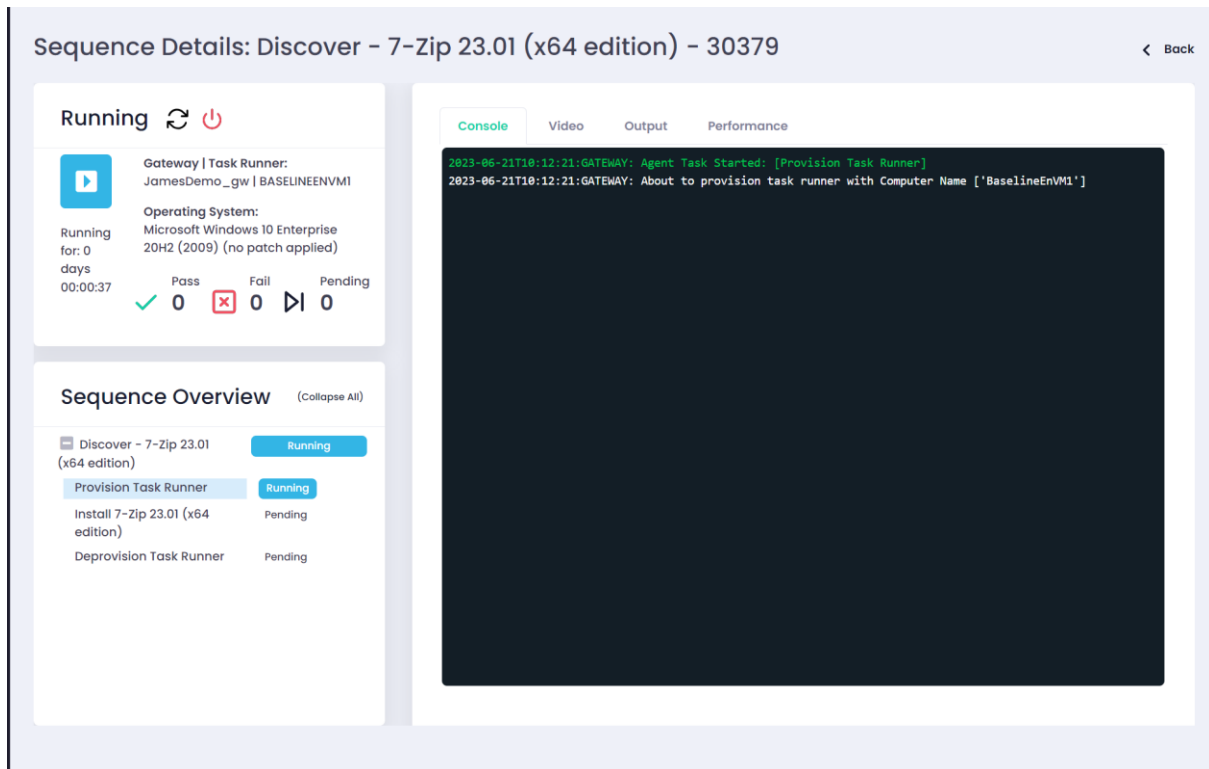 Sequence Details: Discover - 7-Zip 23.01 (x64 edition) - 30379
Back
Running
Gateway | Task Runner:
JamesDemo_gw | BASELINEENVM1
Operating System:
Microsoft Windows 10 Enterprise
20H2 (2009) (no patch applied)
Running
for: 0
days
00:00:37
Pass
0
Fail
0
Pending
0
Sequence Overview
(Collapse All)
Discover - 7-Zip 23.01
(x64 edition)
Running
Provision Task Runner
Running
Install 7-Zip 23.01 (x64
edition)
Pending
Deprovision Task Runner
Pending
Console
Video
Output
Performance
2023-06-21T10:12:21:GATEWAY: Agent Task Started: [Provision Task Runner]
2023-06-21T10:12:21:GATEWAY: About to provision task runner with Computer Name ['BaselineEnVM1']